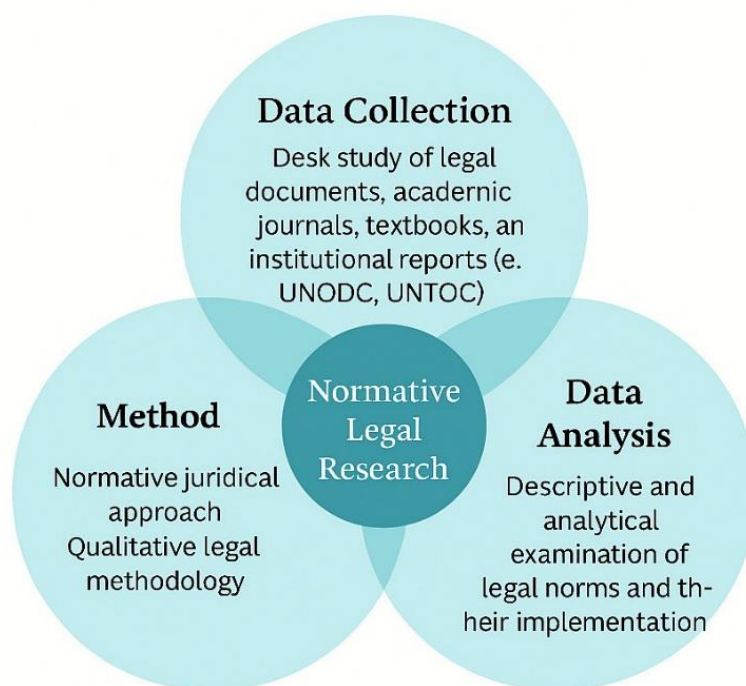 Data Collection
Desk study of legal
documents, acadernic
journals, textbooks, an
institutional reports (e.
UNODC, UNTOC)
Method
Normative juridical
approach
Qualitative legal
methodology
Normative
Legal
Research
Data
Analysis
Descriptive and
analytical
examination of
legal norms and th-
heir implementation